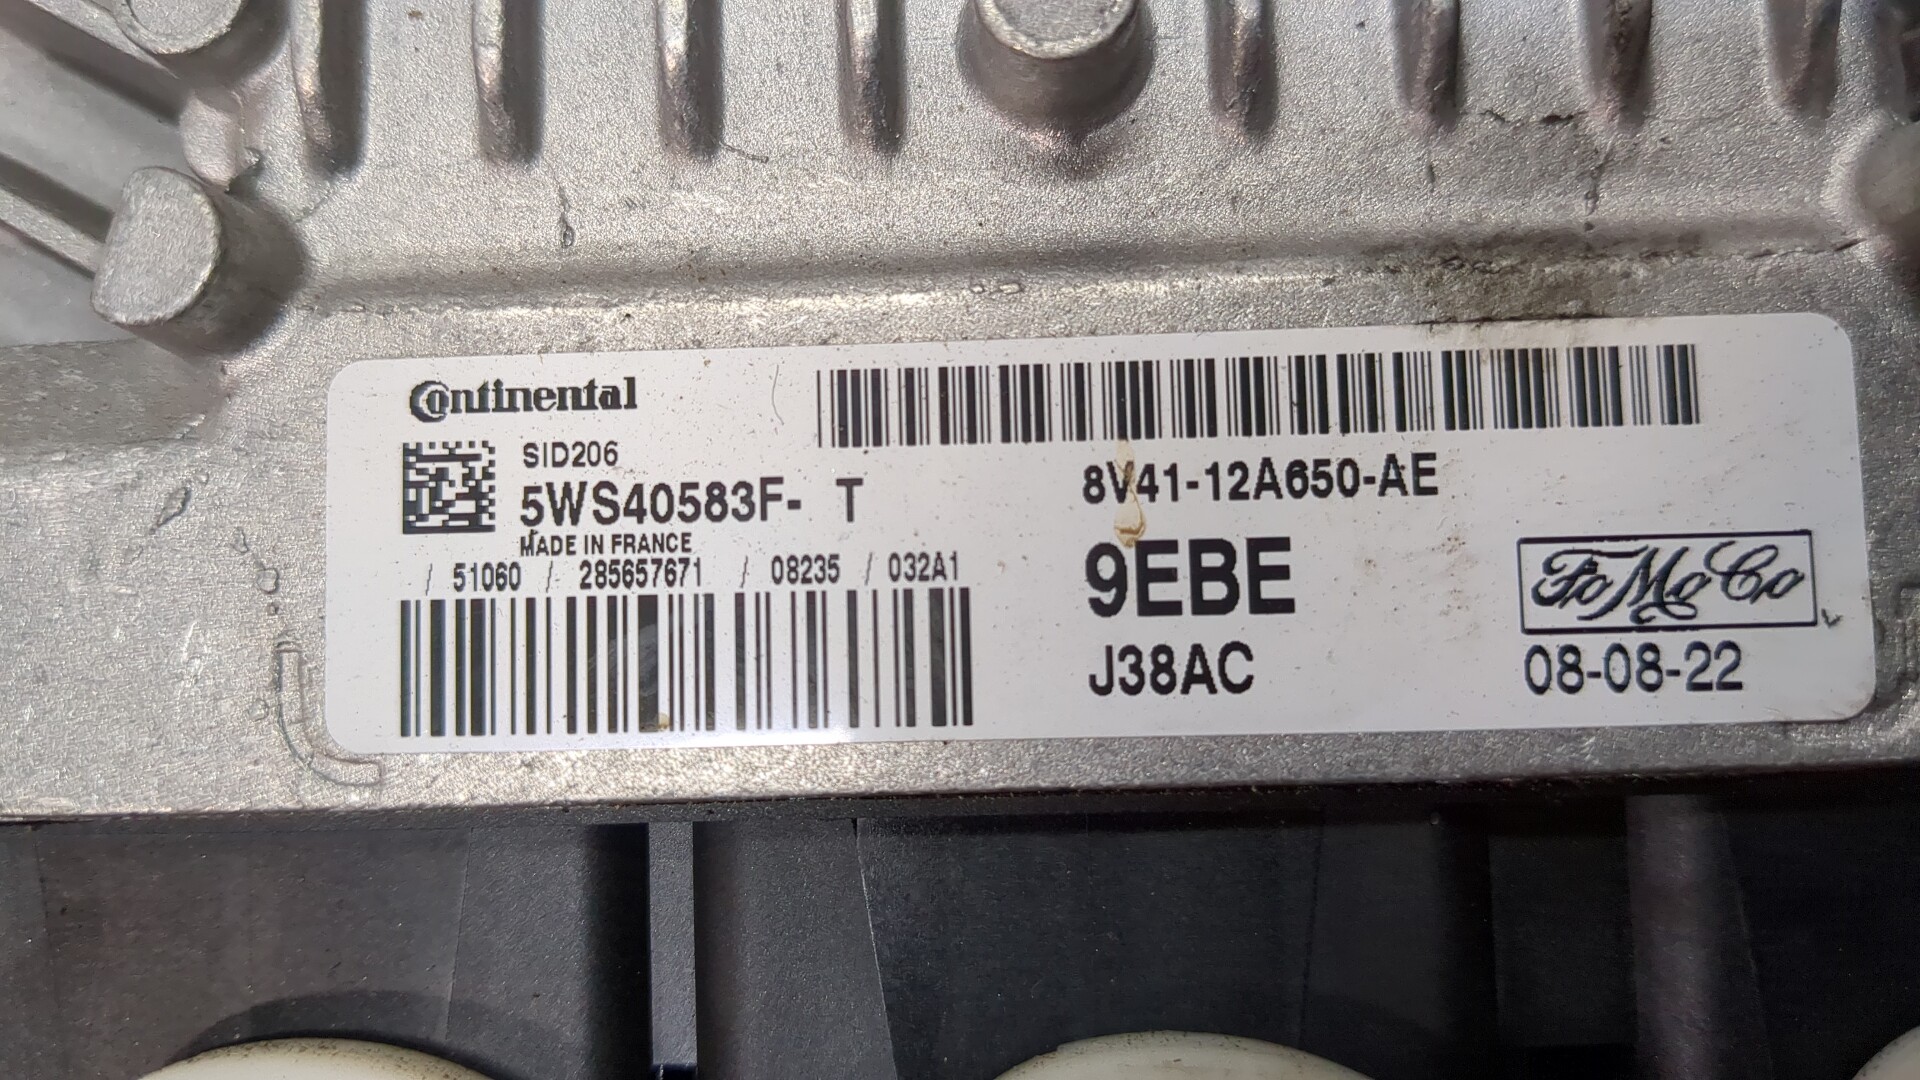 Continental
SID206
5WS40583F- T
MADE IN FRANCE
/ 51060 / 285657671 / 08235 / 032A1
8V41-12A650-AE
9EBE
J38AC
FoMoCo
08-08-22